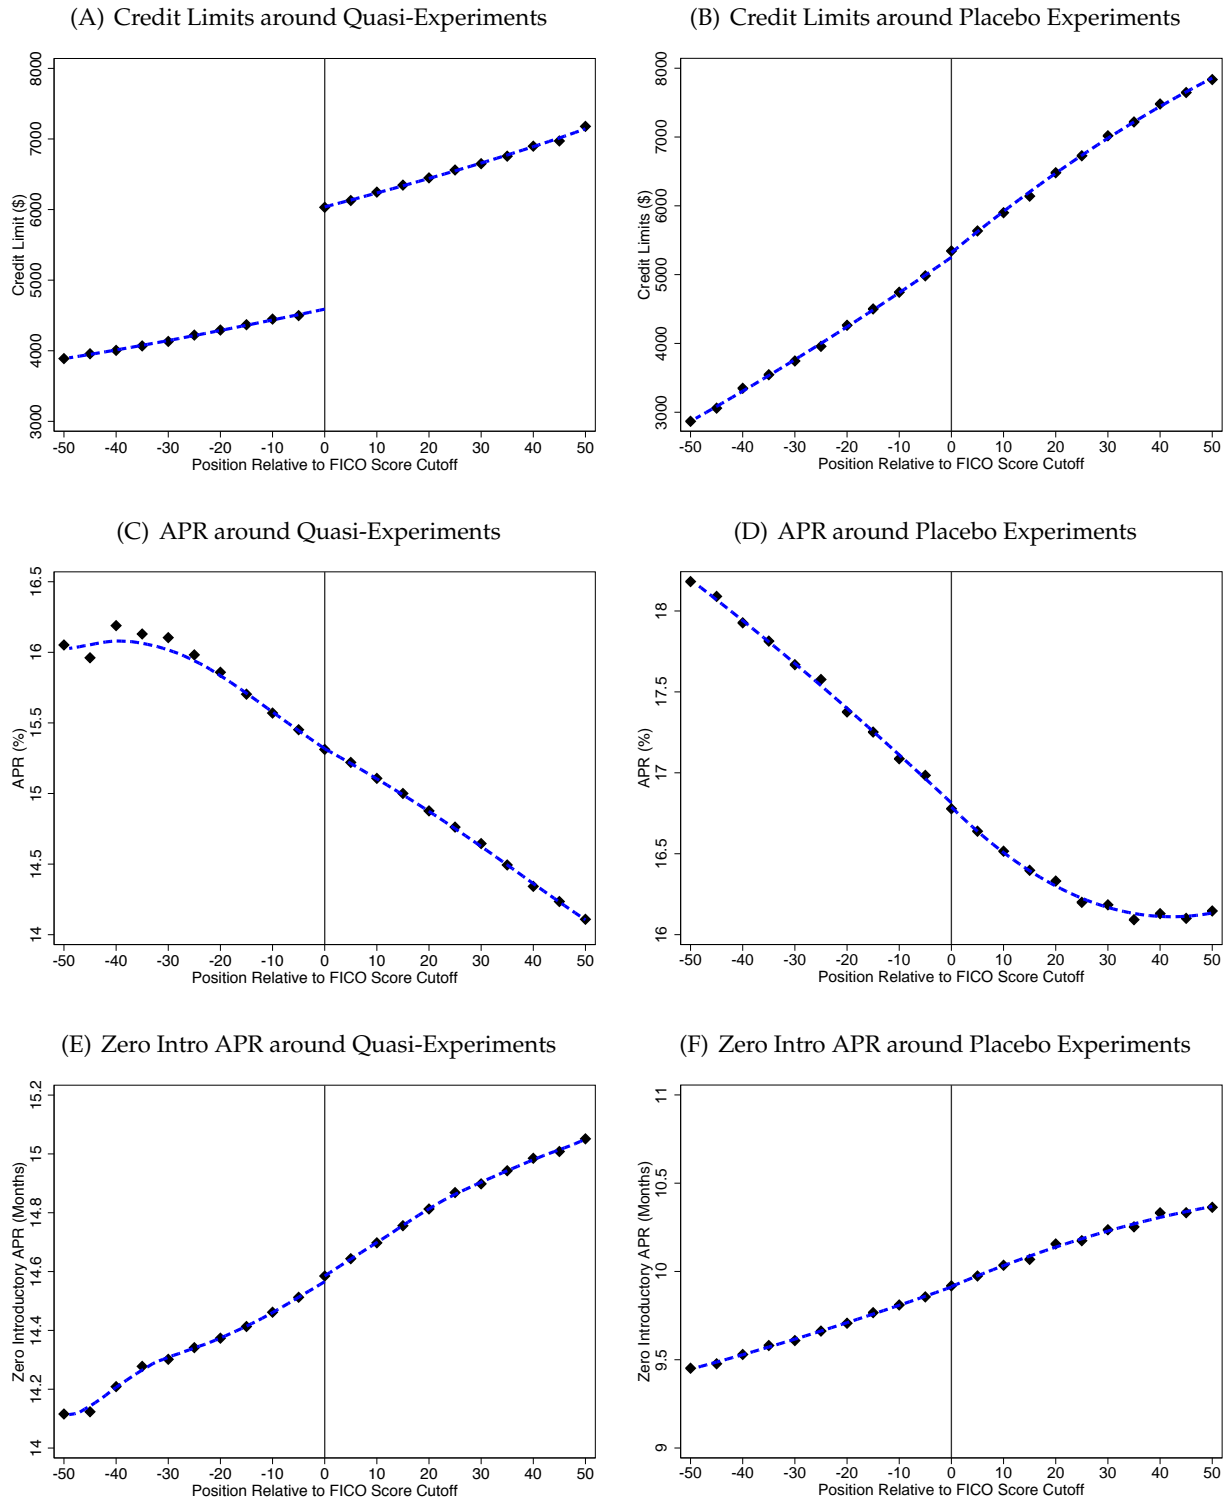 (A) Credit Limits around Quasi-Experiments
Credit Limit ($)
8000
7000
6000
5000
4000
3000
-50 -40 -30 -20 -10 0 10 20 30 40 50
Position Relative to FICO Score Cutoff
(B) Credit Limits around Placebo Experiments
Credit Limits ($)
8000
7000
6000
5000
4000
3000
-50 -40 -30 -20 -10 0 10 20 30 40 50
Position Relative to FICO Score Cutoff
(C) APR around Quasi-Experiments
APR (%)
16.5
16
15.5
15
14.5
14
-50 -40 -30 -20 -10 0 10 20 30 40 50
Position Relative to FICO Score Cutoff
(D) APR around Placebo Experiments
APR (%)
18
17.5
17
16.5
16
-50 -40 -30 -20 -10 0 10 20 30 40 50
Position Relative to FICO Score Cutoff
(E) Zero Intro APR around Quasi-Experiments
Zero Introductory APR (Months)
15.2
15
14.8
14.6
14.4
14.2
14
-50 -40 -30 -20 -10 0 10 20 30 40 50
Position Relative to FICO Score Cutoff
(F) Zero Intro APR around Placebo Experiments
Zero Introductory APR (Months)
11
10.5
10
9.5
9
-50 -40 -30 -20 -10 0 10 20 30 40 50
Position Relative to FICO Score Cutoff